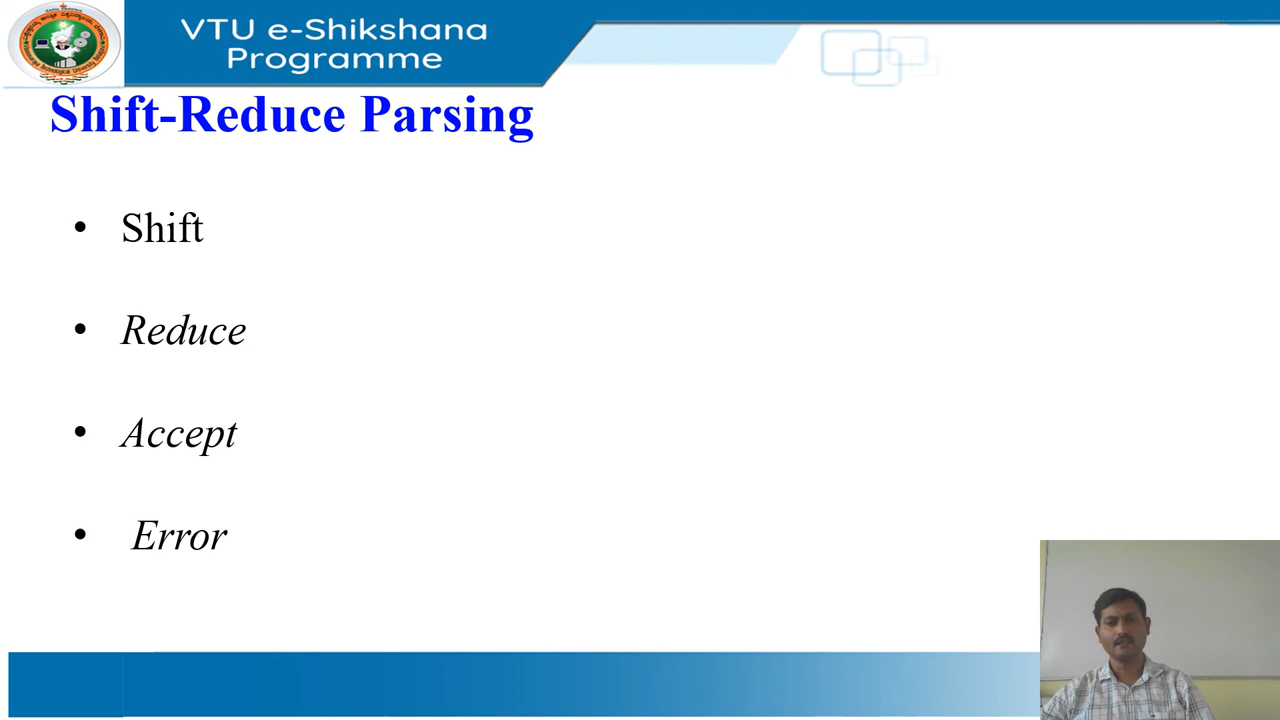 VTU e-Shikshana
Programme
Shift-Reduce Parsing
• Shift
• Reduce
• Accept
• Error